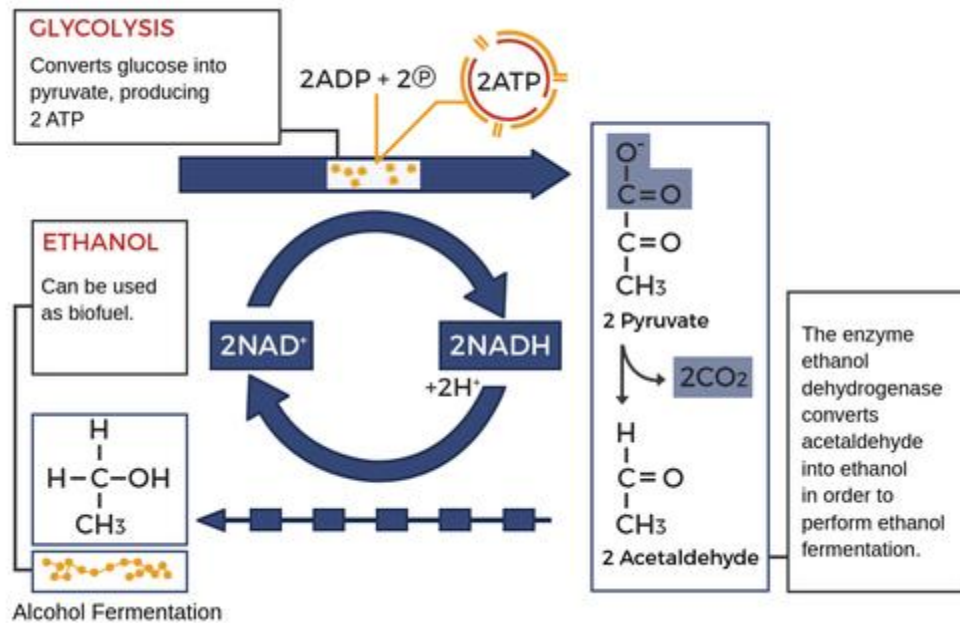 GLYCOLYSIS
Converts glucose into
pyruvate, producing
2 ATP
2ADP + 2Ⓟ
2ATP
O⁻
C=O
C=O
CH₃
2 Pyruvate
2CO₂
H
C=O
CH₃
2 Acetaldehyde
ETHANOL
Can be used
as biofuel.
2NAD⁺
2NADH
+2H⁺
H
H–C–OH
CH₃
Alcohol Fermentation
The enzyme
ethanol
dehydrogenase
converts
acetaldehyde
into ethanol
in order to
perform ethanol
fermentation.